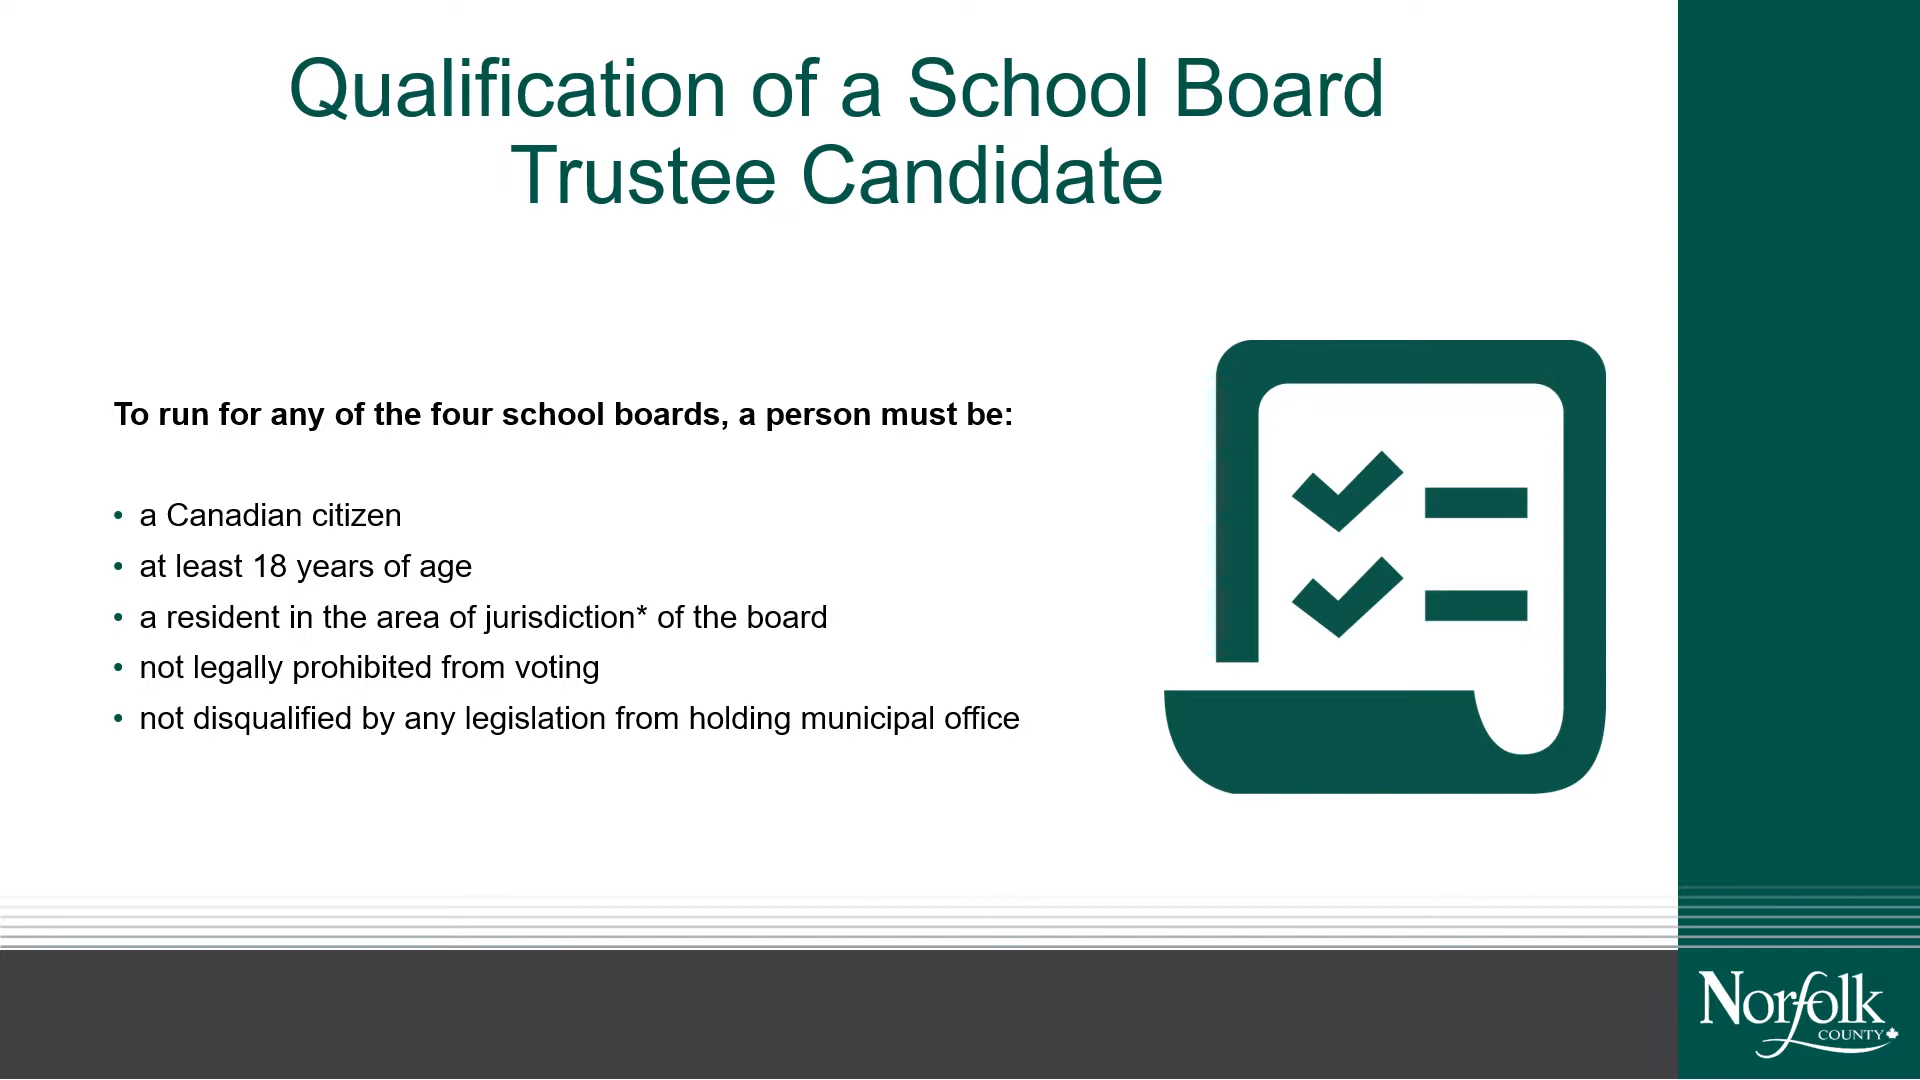 Qualification of a School Board
Trustee Candidate
To run for any of the four school boards, a person must be:
• a Canadian citizen
• at least 18 years of age
• a resident in the area of jurisdiction* of the board
• not legally prohibited from voting
• not disqualified by any legislation from holding municipal office
Norfolk
COUNTY